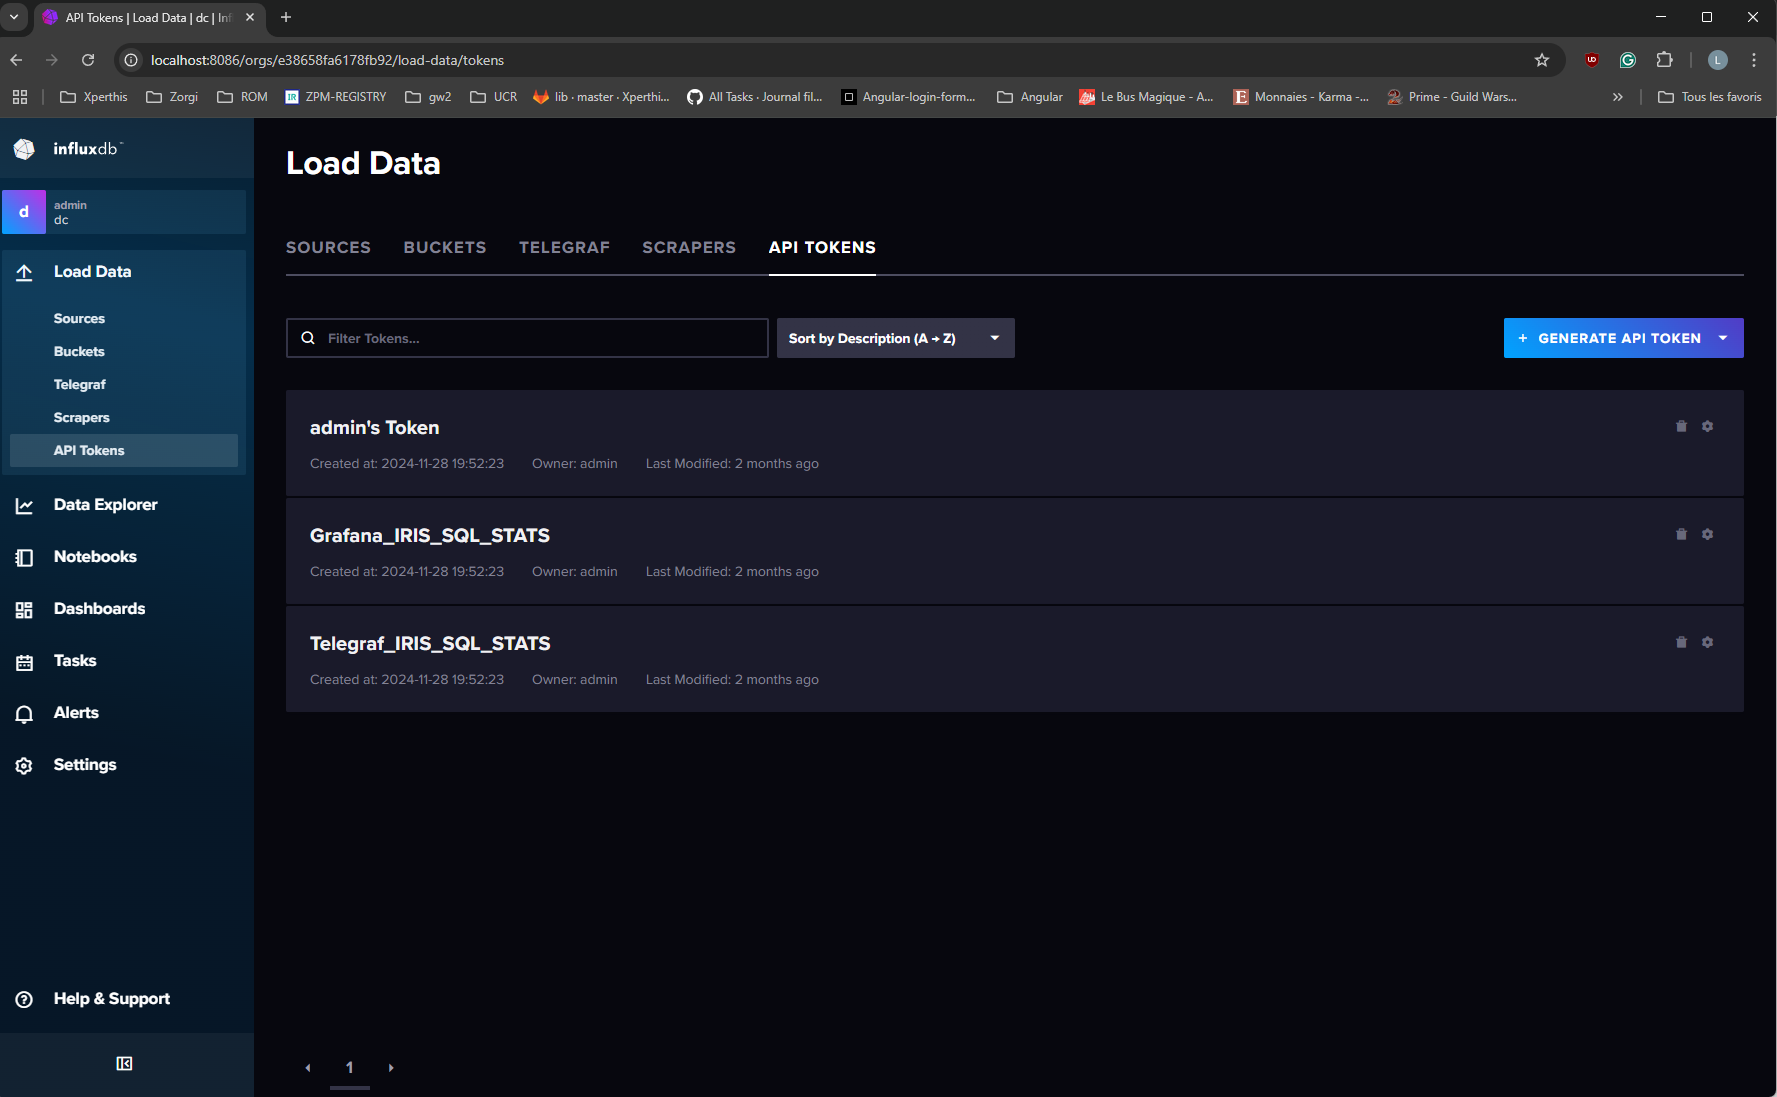 API Tokens | Load Data | dc | Inf
localhost:8086/orgs/e38658fa6178fb92/load-data/tokens
L
Xperthis Zorgi ROM ZPM-REGISTRY gw2 UCR lib · master · Xperthi... All Tasks · Journal fil... Angular-login-form... Angular Le Bus Magique - A... Monnaies - Karma -... Prime - Guild Wars... » Tous les favoris
influxdb
d
admin
dc
Load Data
Sources
Buckets
Telegraf
Scrapers
API Tokens
Data Explorer
Notebooks
Dashboards
Tasks
Alerts
Settings
Help & Support
Load Data
SOURCES BUCKETS TELEGRAF SCRAPERS API TOKENS
Filter Tokens... Sort by Description (A → Z) + GENERATE API TOKEN
admin's Token
Created at: 2024-11-28 19:52:23 Owner: admin Last Modified: 2 months ago
Grafana_IRIS_SQL_STATS
Created at: 2024-11-28 19:52:23 Owner: admin Last Modified: 2 months ago
Telegraf_IRIS_SQL_STATS
Created at: 2024-11-28 19:52:23 Owner: admin Last Modified: 2 months ago
1